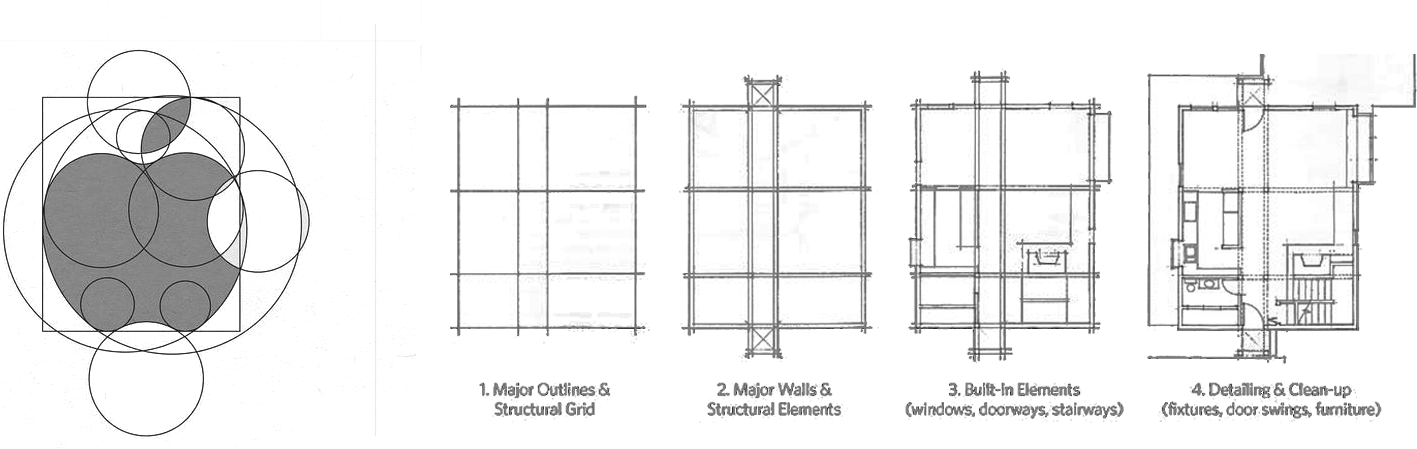 1. Major Outlines &
Structural Grid
2. Major Walls &
Structural Elements
3. Built-in Elements
(windows, doorways, stairways)
4. Detailing & Clean-up
(fixtures, door swings, furniture)